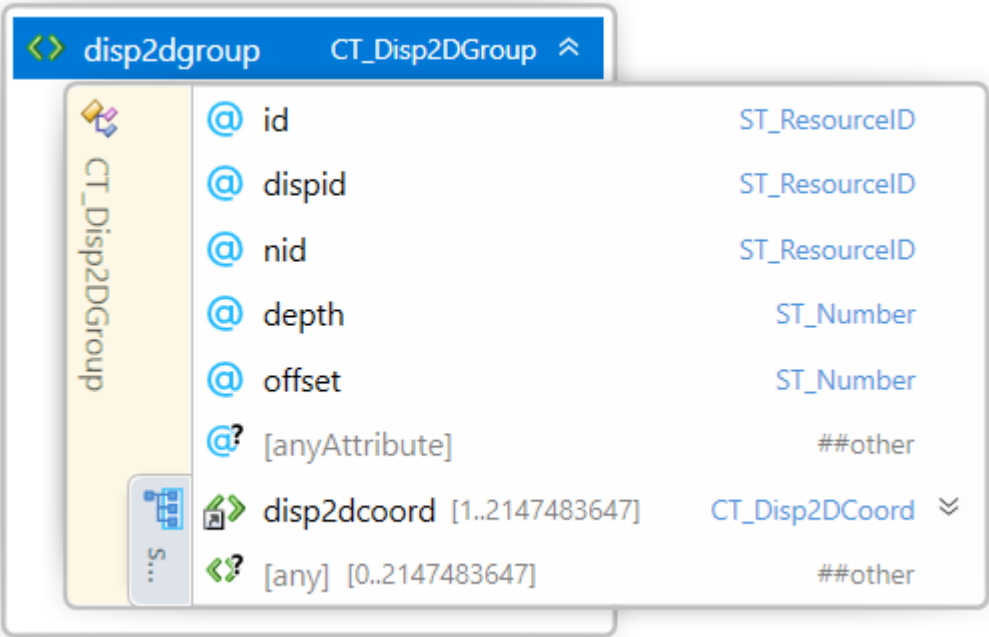 disp2dgroup CT_Disp2DGroup
CT_Disp2DGroup
@ id ST_ResourceID
@ dispid ST_ResourceID
@ nid ST_ResourceID
@ depth ST_Number
@ offset ST_Number
@? [anyAttribute] ##other
disp2dcoord [1..2147483647] CT_Disp2DCoord
S...
? [any] [0..2147483647] ##other